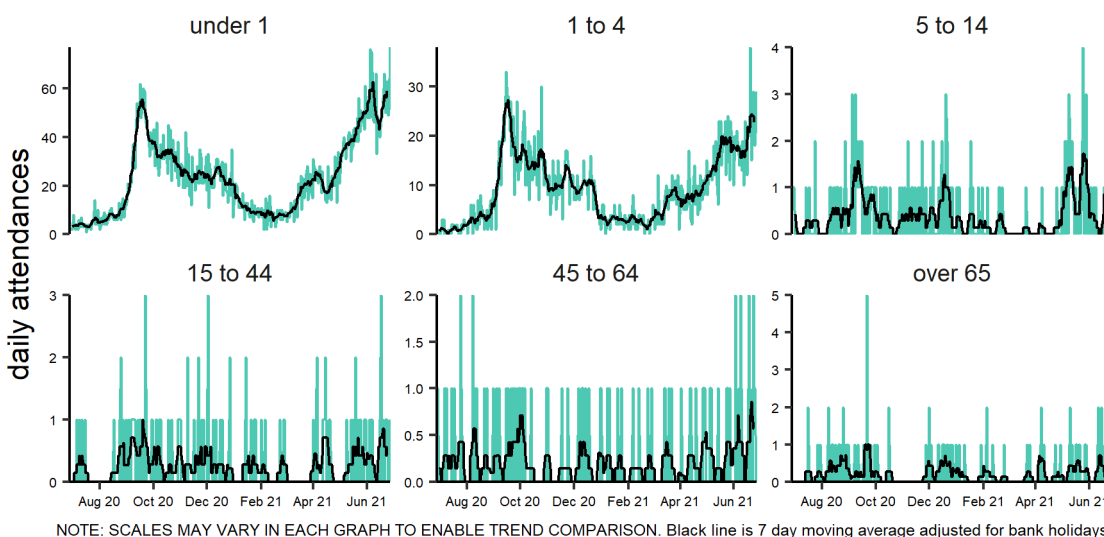 under 1
1 to 4
5 to 14
daily attendances
60
40
20
0
30
20
10
0
4
3
2
1
0
15 to 44
45 to 64
over 65
3
2
1
0
2.0
1.5
1.0
0.5
0.0
5
4
3
2
1
0
Aug 20 Oct 20 Dec 20 Feb 21 Apr 21 Jun 21
Aug 20 Oct 20 Dec 20 Feb 21 Apr 21 Jun 21
Aug 20 Oct 20 Dec 20 Feb 21 Apr 21 Jun 21
NOTE: SCALES MAY VARY IN EACH GRAPH TO ENABLE TREND COMPARISON. Black line is 7 day moving average adjusted for bank holidays